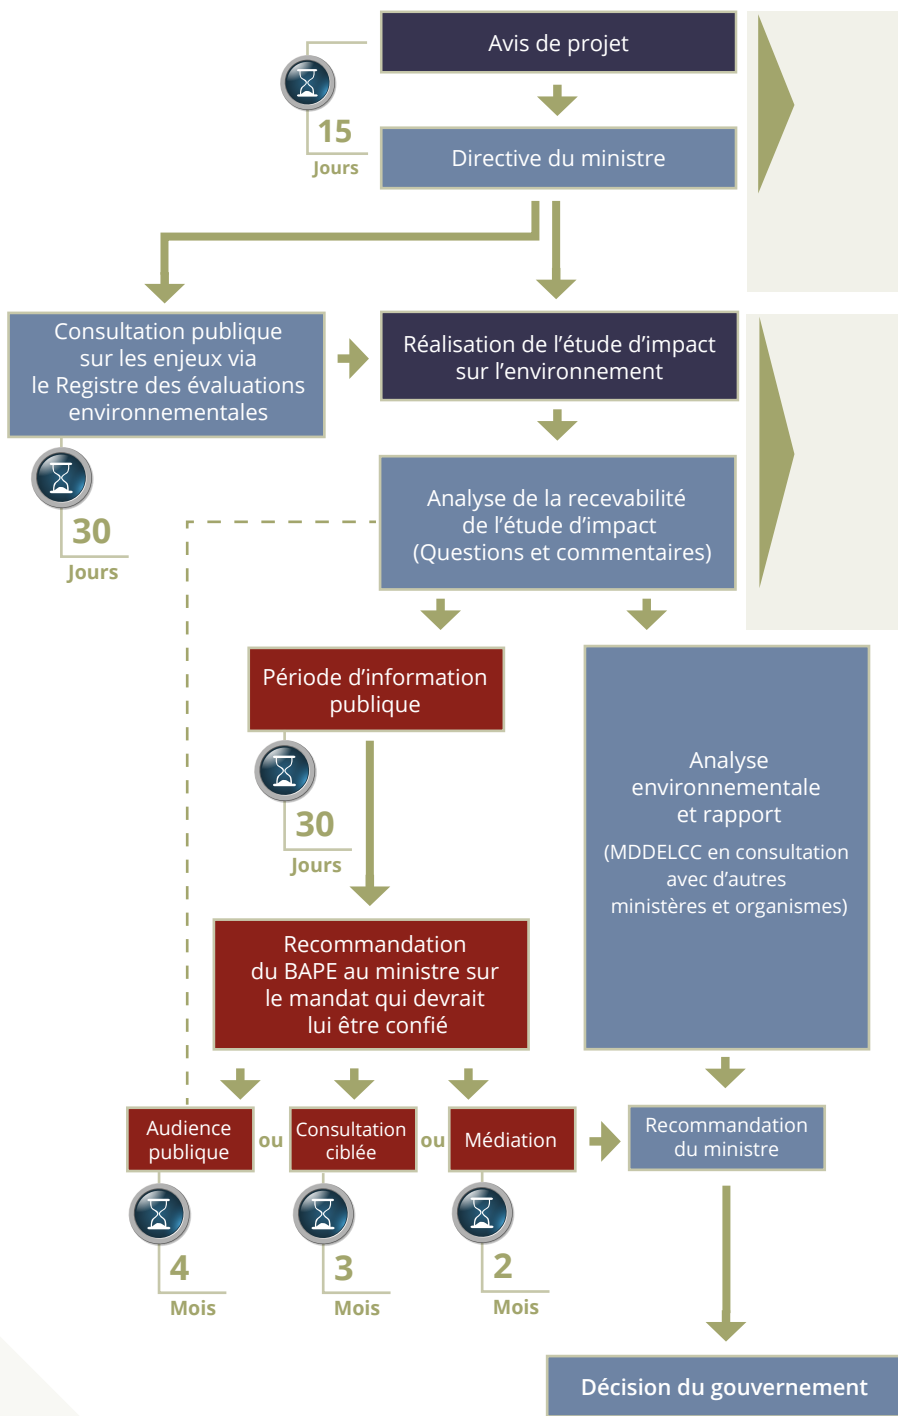 Avis de projet
15
Jours
Directive du ministre
Consultation publique
sur les enjeux via
le Registre des évaluations
environnementales
30
Jours
Réalisation de l’étude d’impact
sur l’environnement
Analyse de la recevabilité
de l’étude d’impact
(Questions et commentaires)
Période d’information
publique
30
Jours
Analyse
environnementale
et rapport
(MDDELCC en consultation
avec d’autres
ministères et organismes)
Recommandation
du BAPE au ministre sur
le mandat qui devrait
lui être confié
Audience
publique
ou
Consultation
ciblée
ou
Médiation
Recommandation
du ministre
4
Mois
3
Mois
2
Mois
Décision du gouvernement